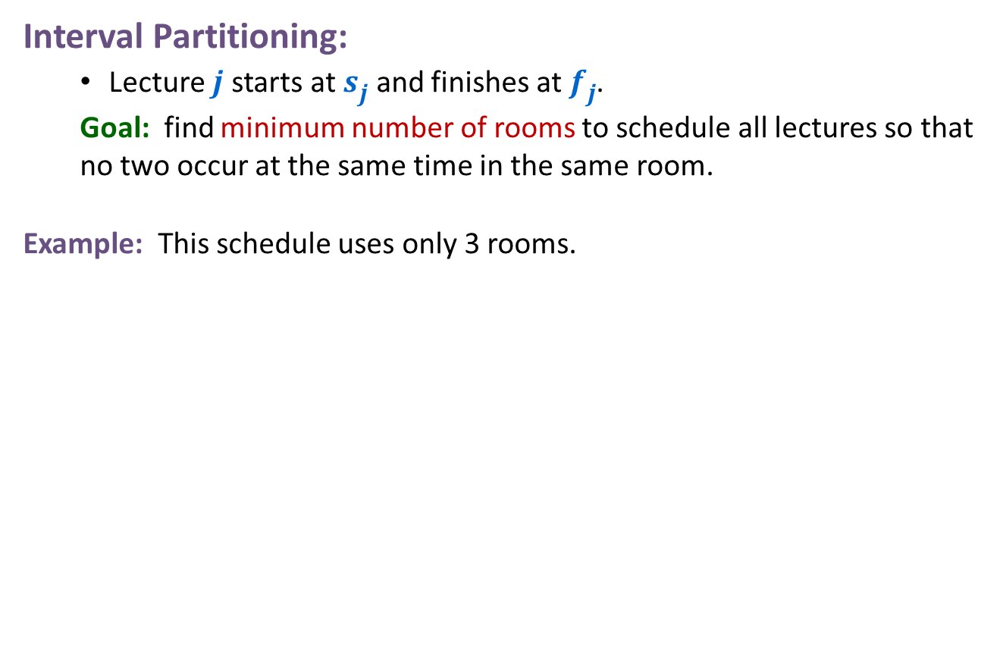 Interval Partitioning:
• Lecture j starts at s_j and finishes at f_j.
Goal: find minimum number of rooms to schedule all lectures so that
no two occur at the same time in the same room.
Example: This schedule uses only 3 rooms.